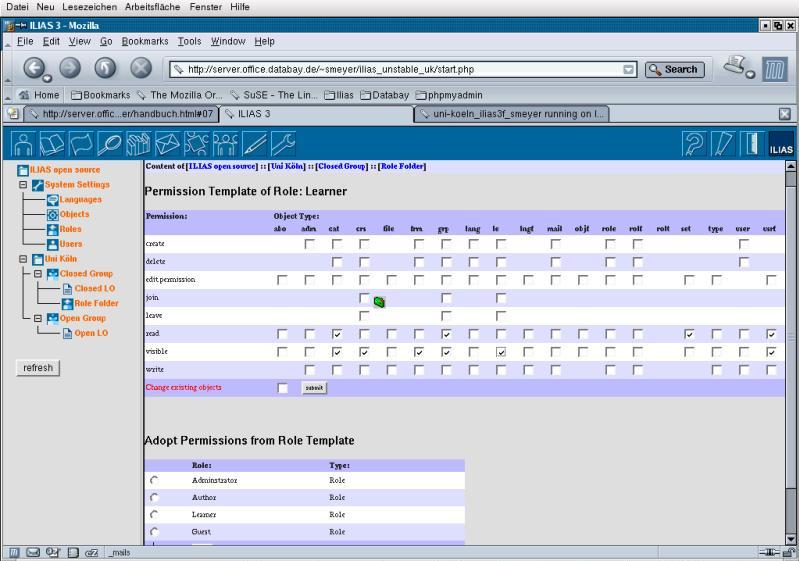 Datei Neu Lesezeichen Arbeitsfläche Fenster Hilfe
ILIAS 3 - Mozilla
File Edit View Go Bookmarks Tools Window Help
http://server.office.databay.de/~smeyer/ilias_unstable_uk/start.php Search
Home Bookmarks The Mozilla Or... SuSE - The Lin... Ilias Databay phpmyadmin
http://server.offic...er/handbuch.html#07 ILIAS 3 uni-koeln_ilias3f_smeyer running on l...
ILIAS
ILIAS open source
System Settings
Languages
Objects
Roles
Users
Uni Köln
Closed Group
Closed LO
Role Folder
Open Group
Open LO
refresh
Content of [ILIAS open source] :: [Uni Köln] :: [Closed Group] :: [Role Folder]
Permission Template of Role: Learner
Permission: Object Type:
abo adm cat crs file frm grp lang le lngf mail objf role rolf rolt set type user usrf
create
delete
edit permission
join
leave
read
visible
write
Change existing objects submit
Adopt Permissions from Role Template
Role: Type:
Adminstrator Role
Author Role
Learner Role
Guest Role
_mails